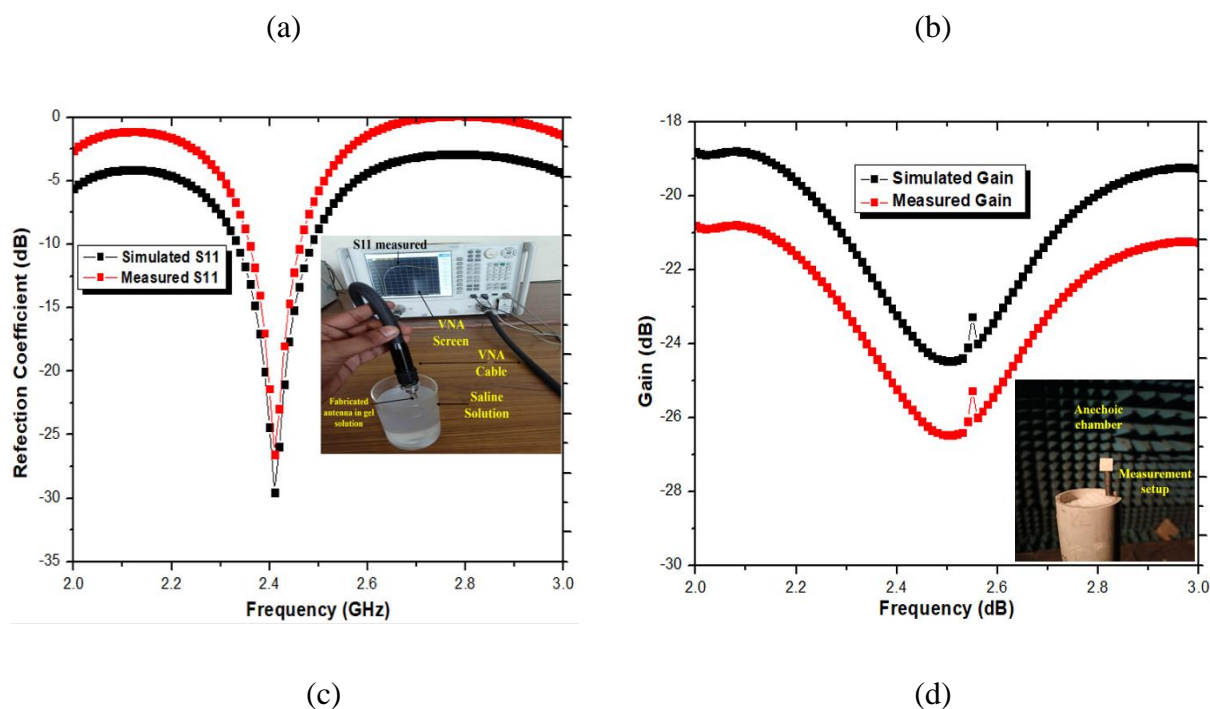 (a)
(b)
0
-5
-10
-15
-20
-25
-30
-35
2.0
2.2
2.4
2.6
2.8
3.0
Refection Coefficient (dB)
Frequency (GHz)
Simulated S11
Measured S11
S11 measured
VNA
Screen
VNA
Cable
Fabricated
antenna in gel
solution
Saline
Solution
-18
-20
-22
-24
-26
-28
-30
2.0
2.2
2.4
2.6
2.8
3.0
Gain (dB)
Frequency (dB)
Simulated Gain
Measured Gain
Anechoic
chamber
Measurement
setup
(c)
(d)